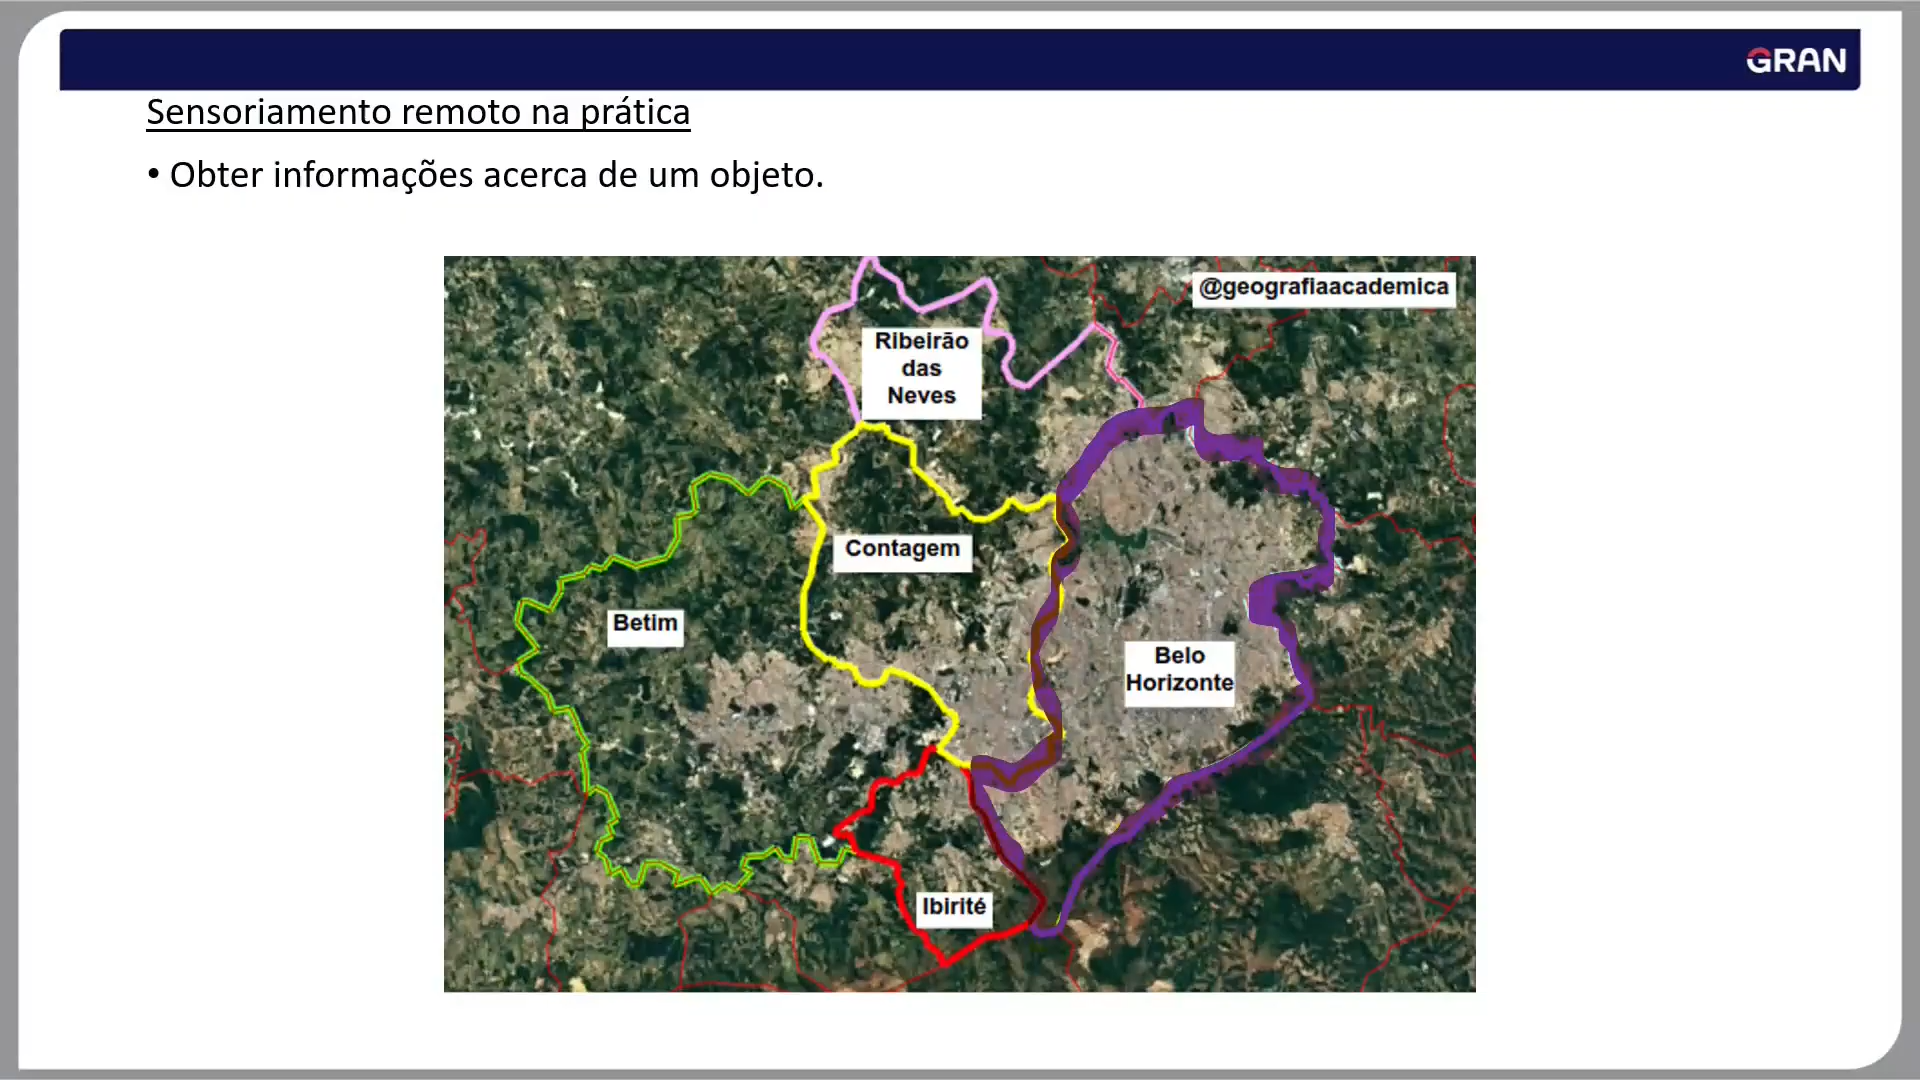 GRAN
Sensoriamento remoto na prática
• Obter informações acerca de um objeto.
@geografiaacademica
Ribeirão
das
Neves
Contagem
Betim
Belo
Horizonte
Ibirité